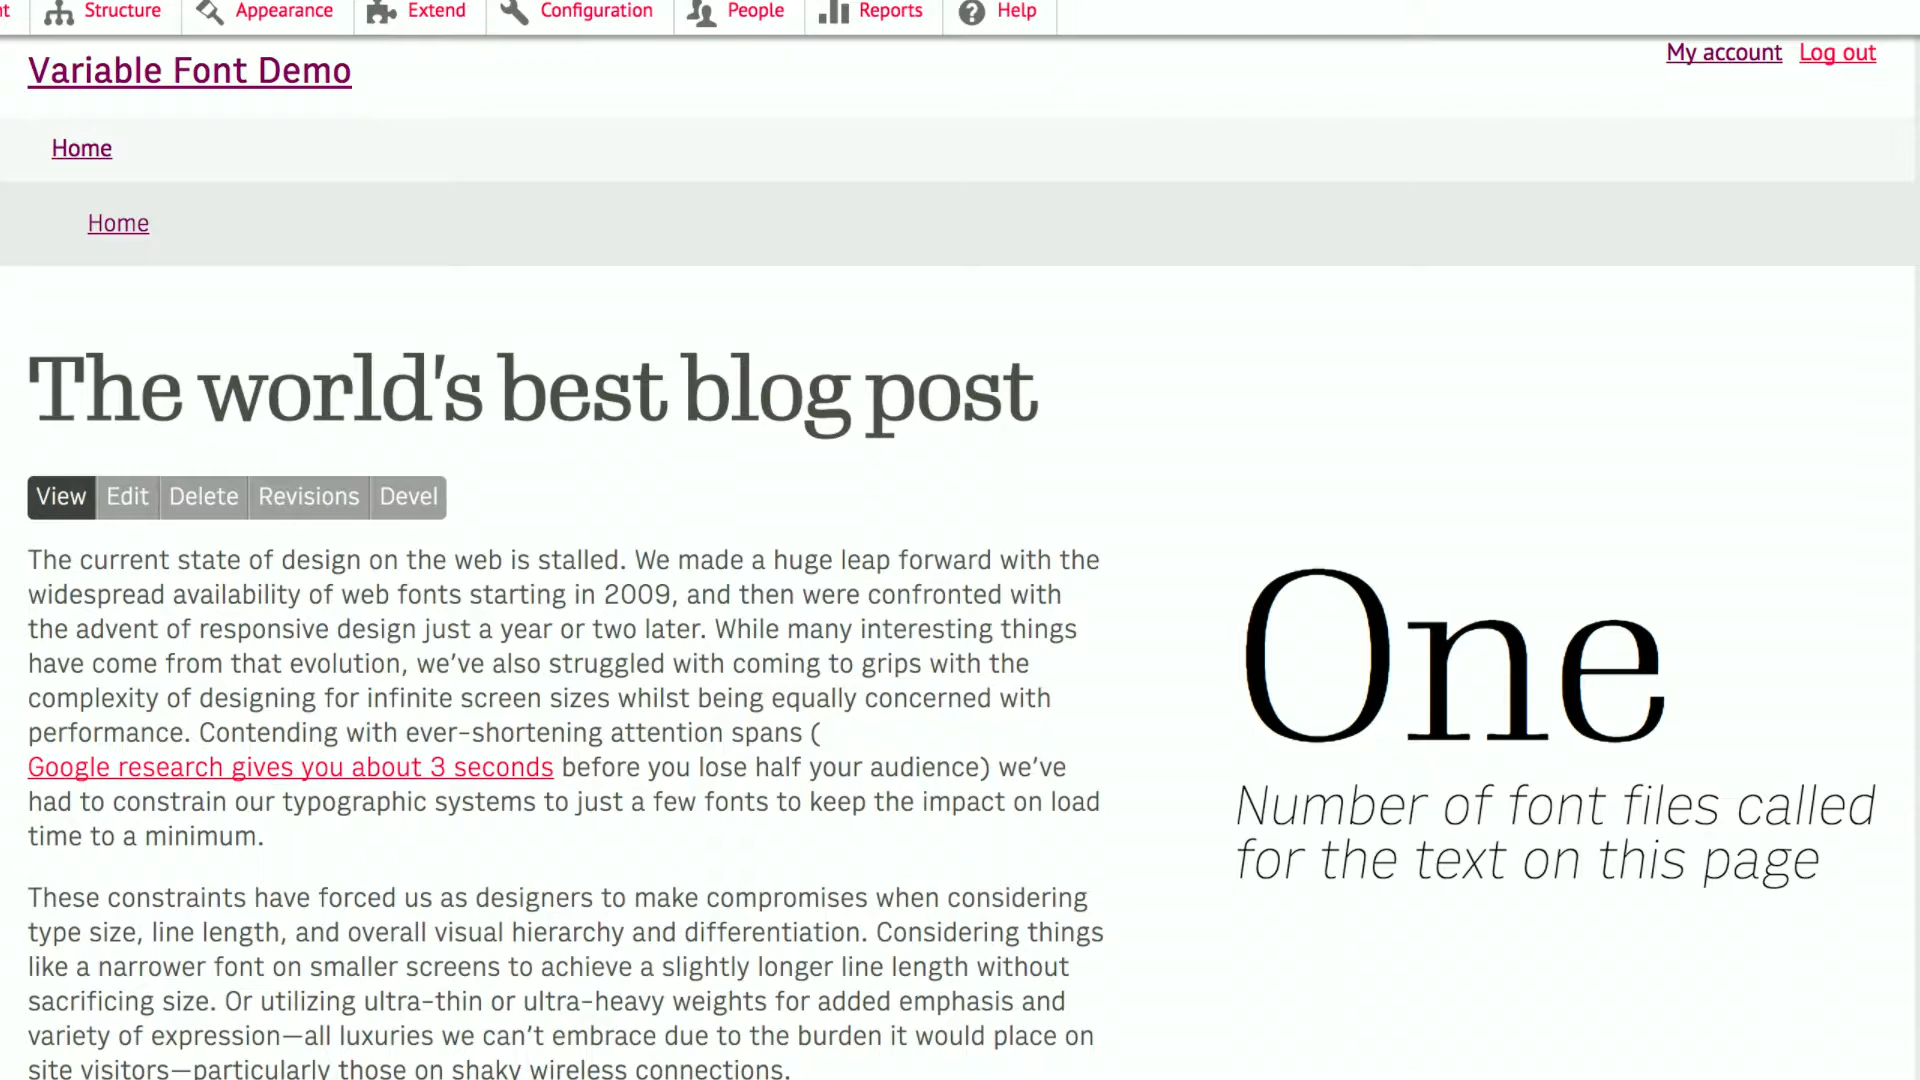 nt Structure Appearance Extend Configuration People Reports Help
Variable Font Demo
My account Log out
Home
Home
The world's best blog post
View Edit Delete Revisions Devel
The current state of design on the web is stalled. We made a huge leap forward with the
widespread availability of web fonts starting in 2009, and then were confronted with
the advent of responsive design just a year or two later. While many interesting things
have come from that evolution, we’ve also struggled with coming to grips with the
complexity of designing for infinite screen sizes whilst being equally concerned with
performance. Contending with ever-shortening attention spans (
Google research gives you about 3 seconds before you lose half your audience) we’ve
had to constrain our typographic systems to just a few fonts to keep the impact on load
time to a minimum.
These constraints have forced us as designers to make compromises when considering
type size, line length, and overall visual hierarchy and differentiation. Considering things
like a narrower font on smaller screens to achieve a slightly longer line length without
sacrificing size. Or utilizing ultra-thin or ultra-heavy weights for added emphasis and
variety of expression—all luxuries we can’t embrace due to the burden it would place on
site visitors—particularly those on shaky wireless connections.
One
Number of font files called
for the text on this page